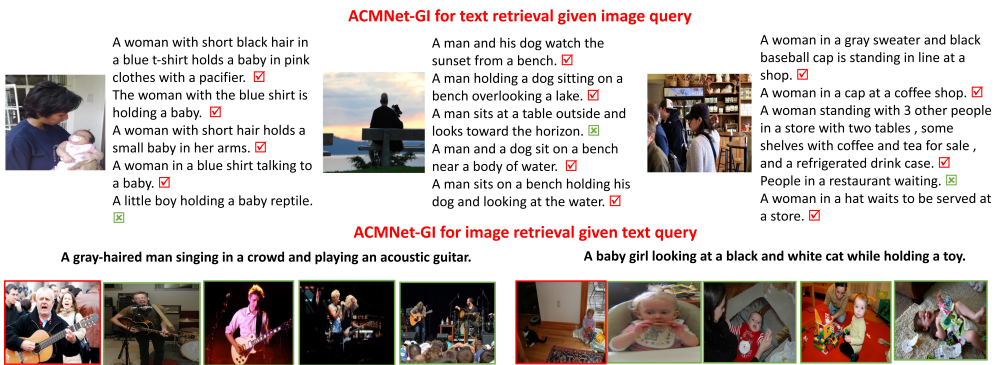 ACMNet-GI for text retrieval given image query
A woman with short black hair in
a blue t-shirt holds a baby in pink
clothes with a pacifier. ☑
The woman with the blue shirt is
holding a baby. ☑
A woman with short hair holds a
small baby in her arms. ☑
A woman in a blue shirt talking to
a baby. ☑
A little boy holding a baby reptile.
☒
A man and his dog watch the
sunset from a bench. ☑
A man holding a dog sitting on a
bench overlooking a lake. ☑
A man sits at a table outside and
looks toward the horizon. ☒
A man and a dog sit on a bench
near a body of water. ☑
A man sits on a bench holding his
dog and looking at the water. ☑
A woman in a gray sweater and black
baseball cap is standing in line at a
shop. ☑
A woman in a cap at a coffee shop. ☑
A woman standing with 3 other people
in a store with two tables , some
shelves with coffee and tea for sale ,
and a refrigerated drink case. ☑
People in a restaurant waiting. ☒
A woman in a hat waits to be served at
a store. ☑
ACMNet-GI for image retrieval given text query
A gray-haired man singing in a crowd and playing an acoustic guitar.
A baby girl looking at a black and white cat while holding a toy.